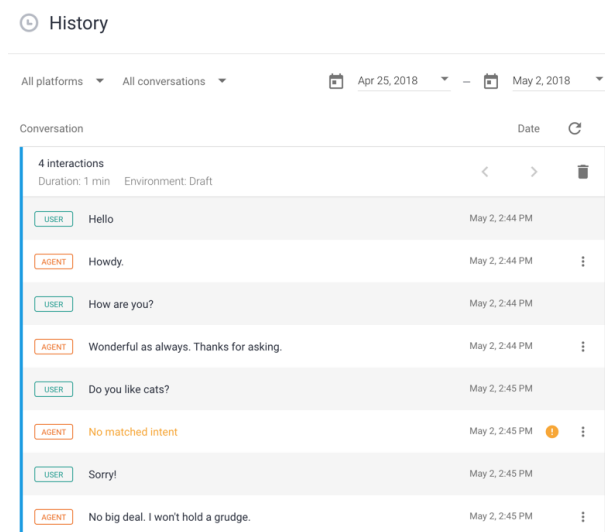 History
All platforms All conversations Apr 25, 2018 – May 2, 2018
Conversation Date
4 interactions
Duration: 1 min Environment: Draft
USER Hello May 2, 2:44 PM
AGENT Howdy. May 2, 2:44 PM
USER How are you? May 2, 2:44 PM
AGENT Wonderful as always. Thanks for asking. May 2, 2:44 PM
USER Do you like cats? May 2, 2:45 PM
AGENT No matched intent May 2, 2:45 PM
USER Sorry! May 2, 2:45 PM
AGENT No big deal. I won't hold a grudge. May 2, 2:45 PM